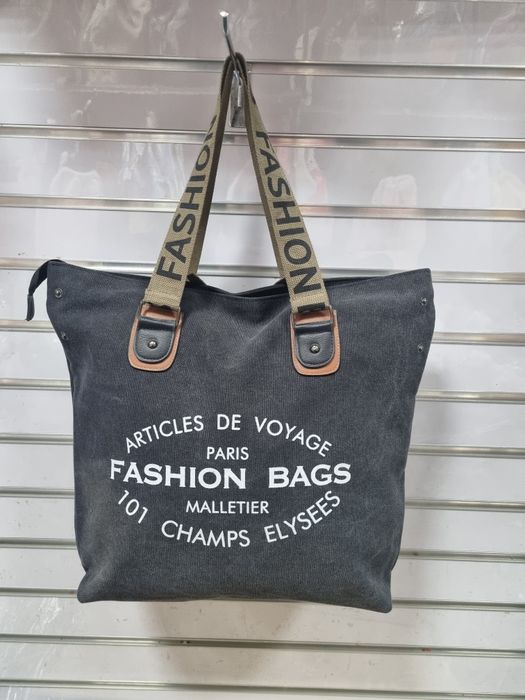 FASHION
FASHION
ARTICLES DE VOYAGE
PARIS
FASHION BAGS
MALLETIER
101 CHAMPS ELYSEES